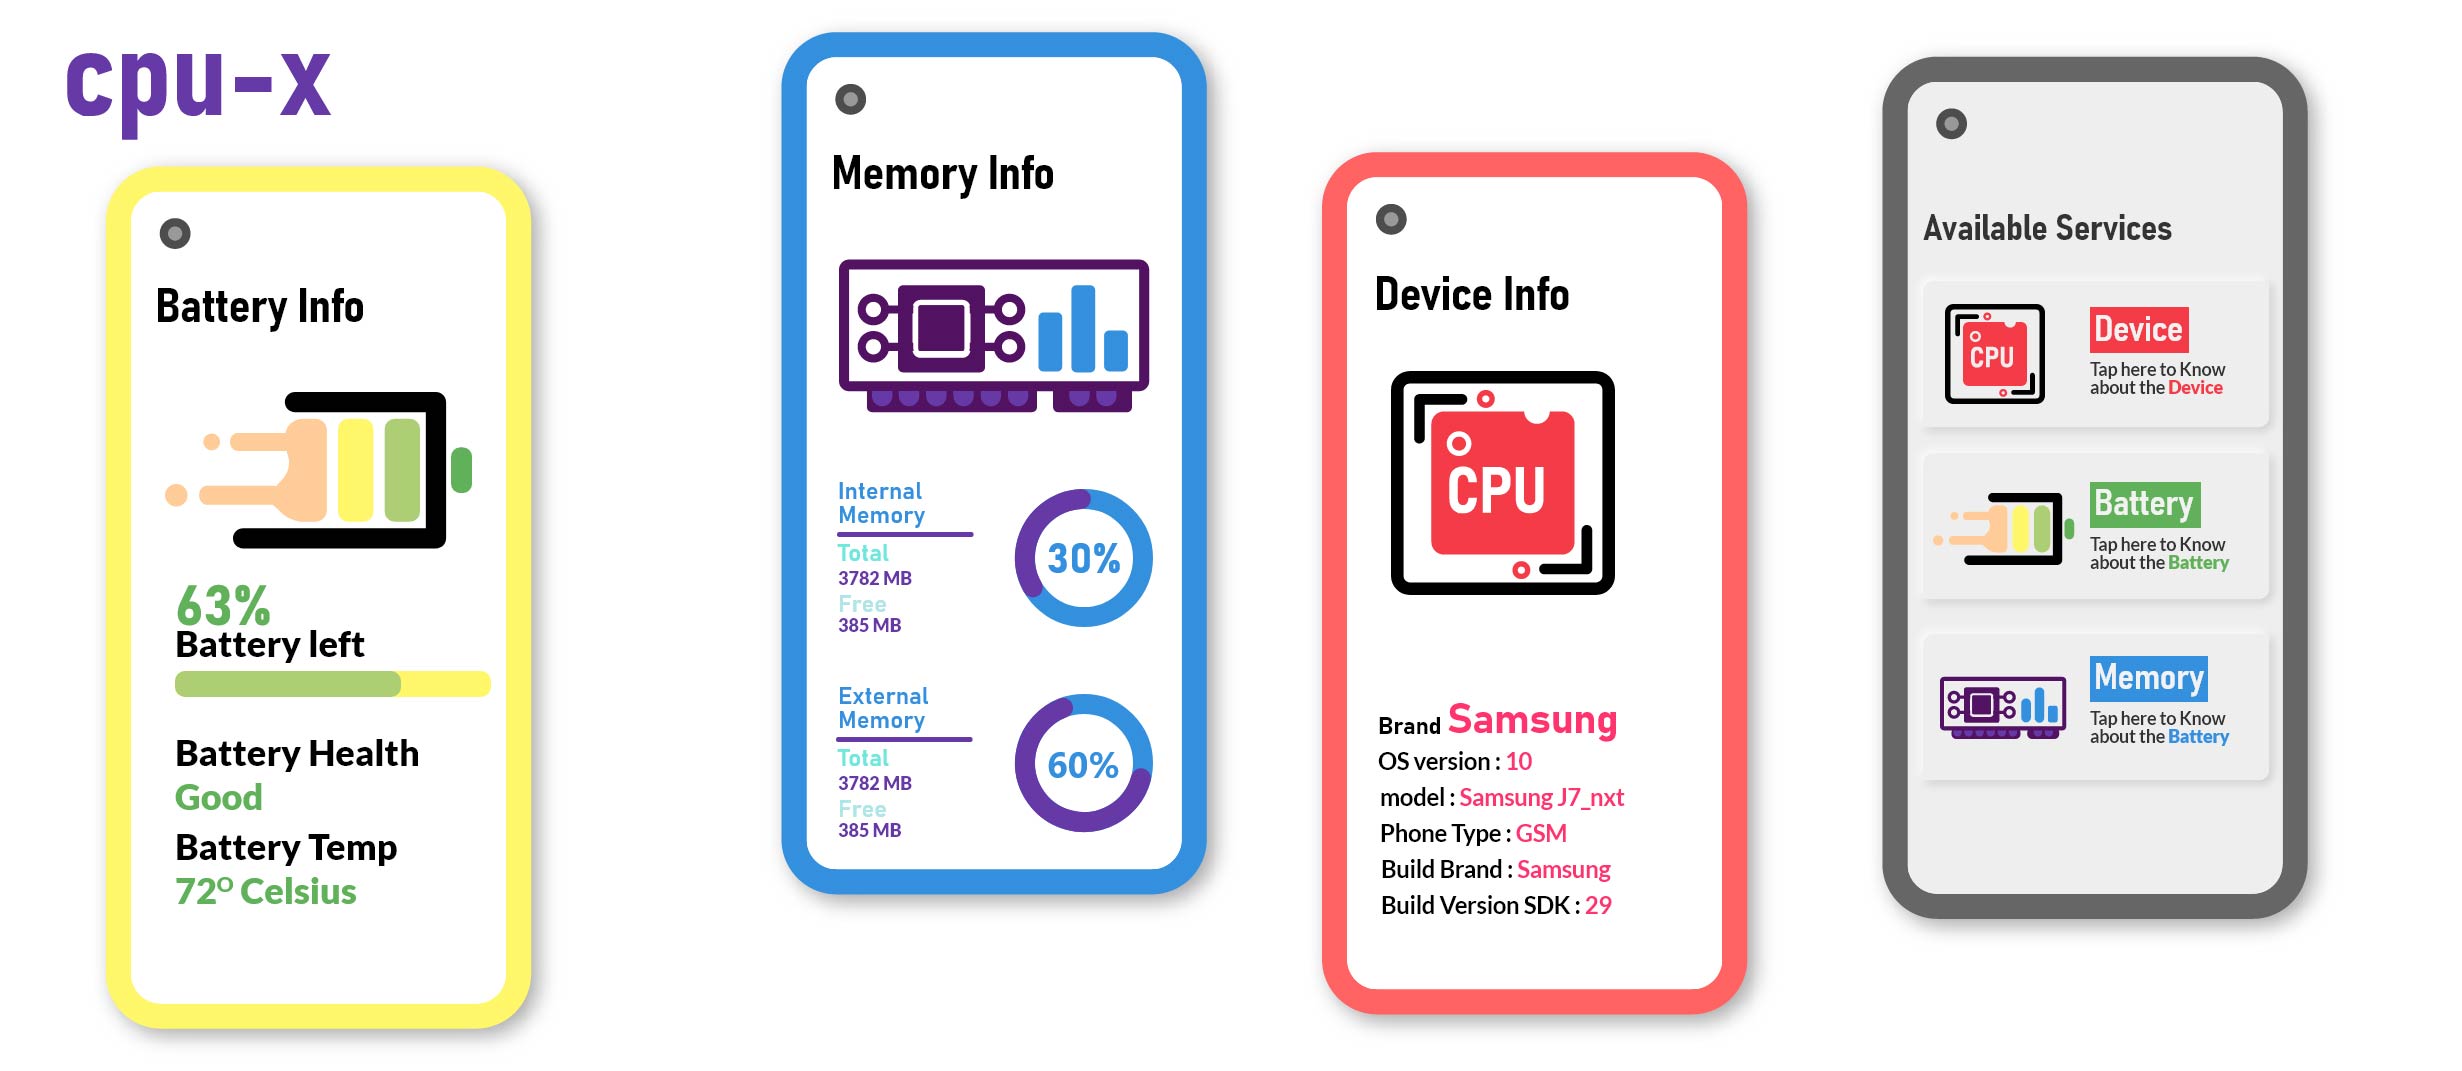 cpu-x
Battery Info
63%
Battery left
Battery Health
Good
Battery Temp
72° Celsius
Memory Info
Internal
Memory
Total
3782 MB
Free
385 MB
30%
External
Memory
Total
3782 MB
Free
385 MB
60%
Device Info
CPU
Brand Samsung
OS version : 10
model : Samsung J7_nxt
Phone Type : GSM
Build Brand : Samsung
Build Version SDK : 29
Available Services
CPU
Device
Tap here to Know
about the Device
Battery
Tap here to Know
about the Battery
Memory
Tap here to Know
about the Battery